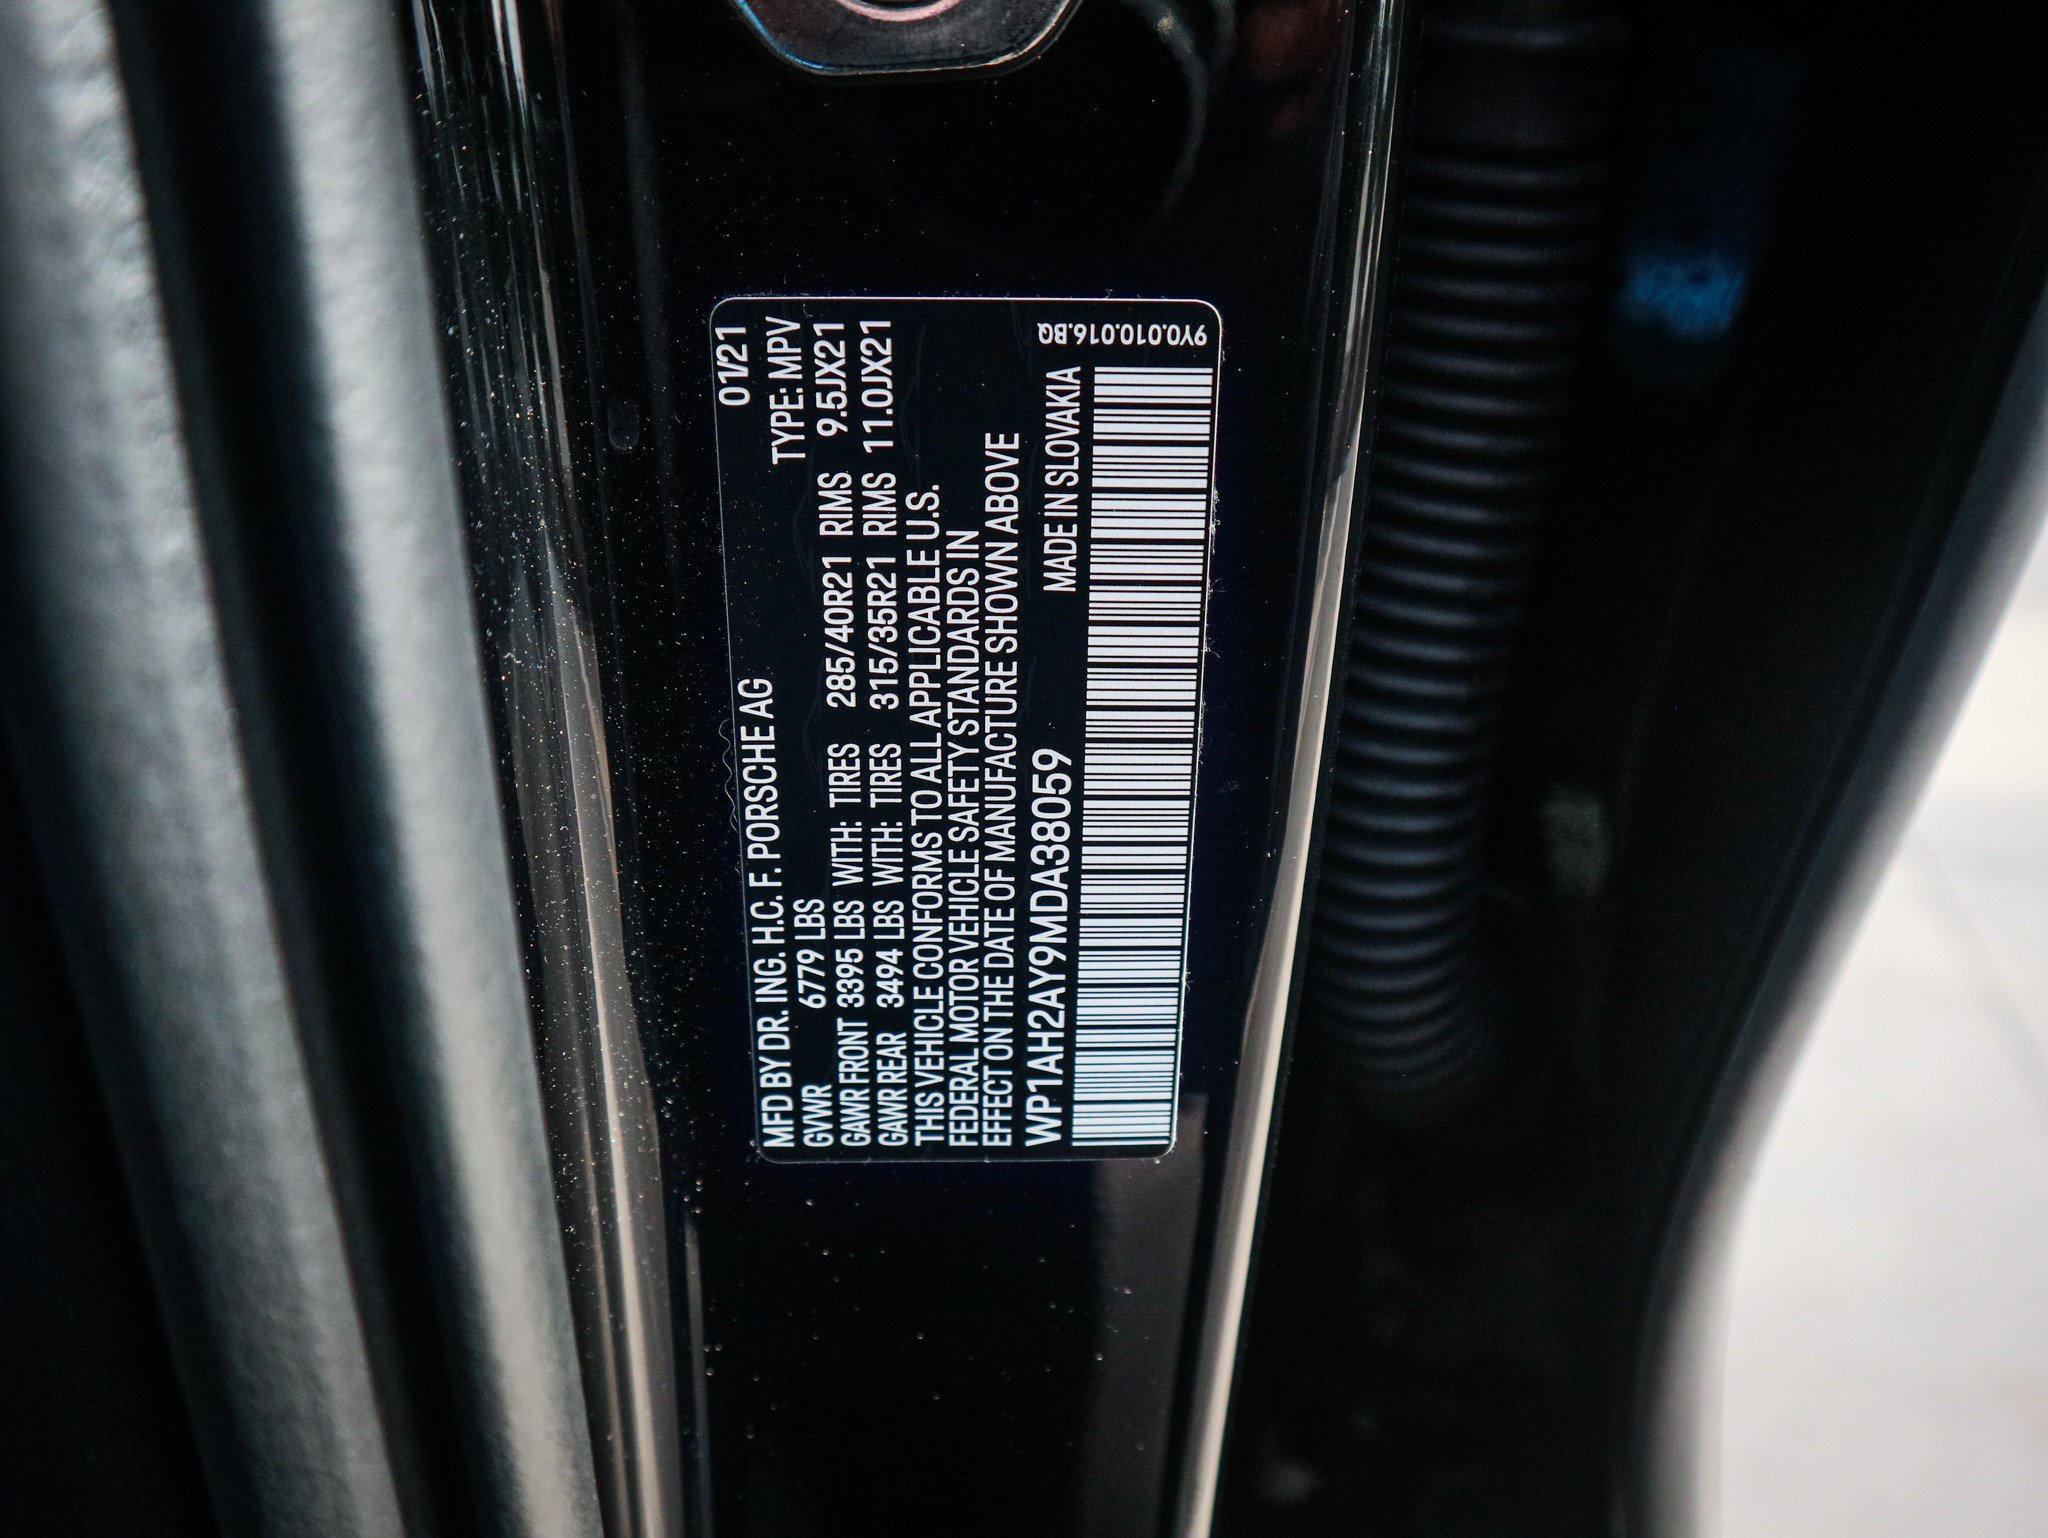 01/21
MFD BY DR. ING. H.C. F. PORSCHE AG
GVWR 6779 LBS TYPE: MPV
GAWR FRONT 3395 LBS WITH: TIRES 285/40R21 RIMS 9.5JX21
GAWR REAR 3494 LBS WITH: TIRES 315/35R21 RIMS 11.0JX21
THIS VEHICLE CONFORMS TO ALL APPLICABLE U.S.
FEDERAL MOTOR VEHICLE SAFETY STANDARDS IN
EFFECT ON THE DATE OF MANUFACTURE SHOWN ABOVE
WP1AH2AY9MDA38059 MADE IN SLOVAKIA
9Y0.010.016.BQ